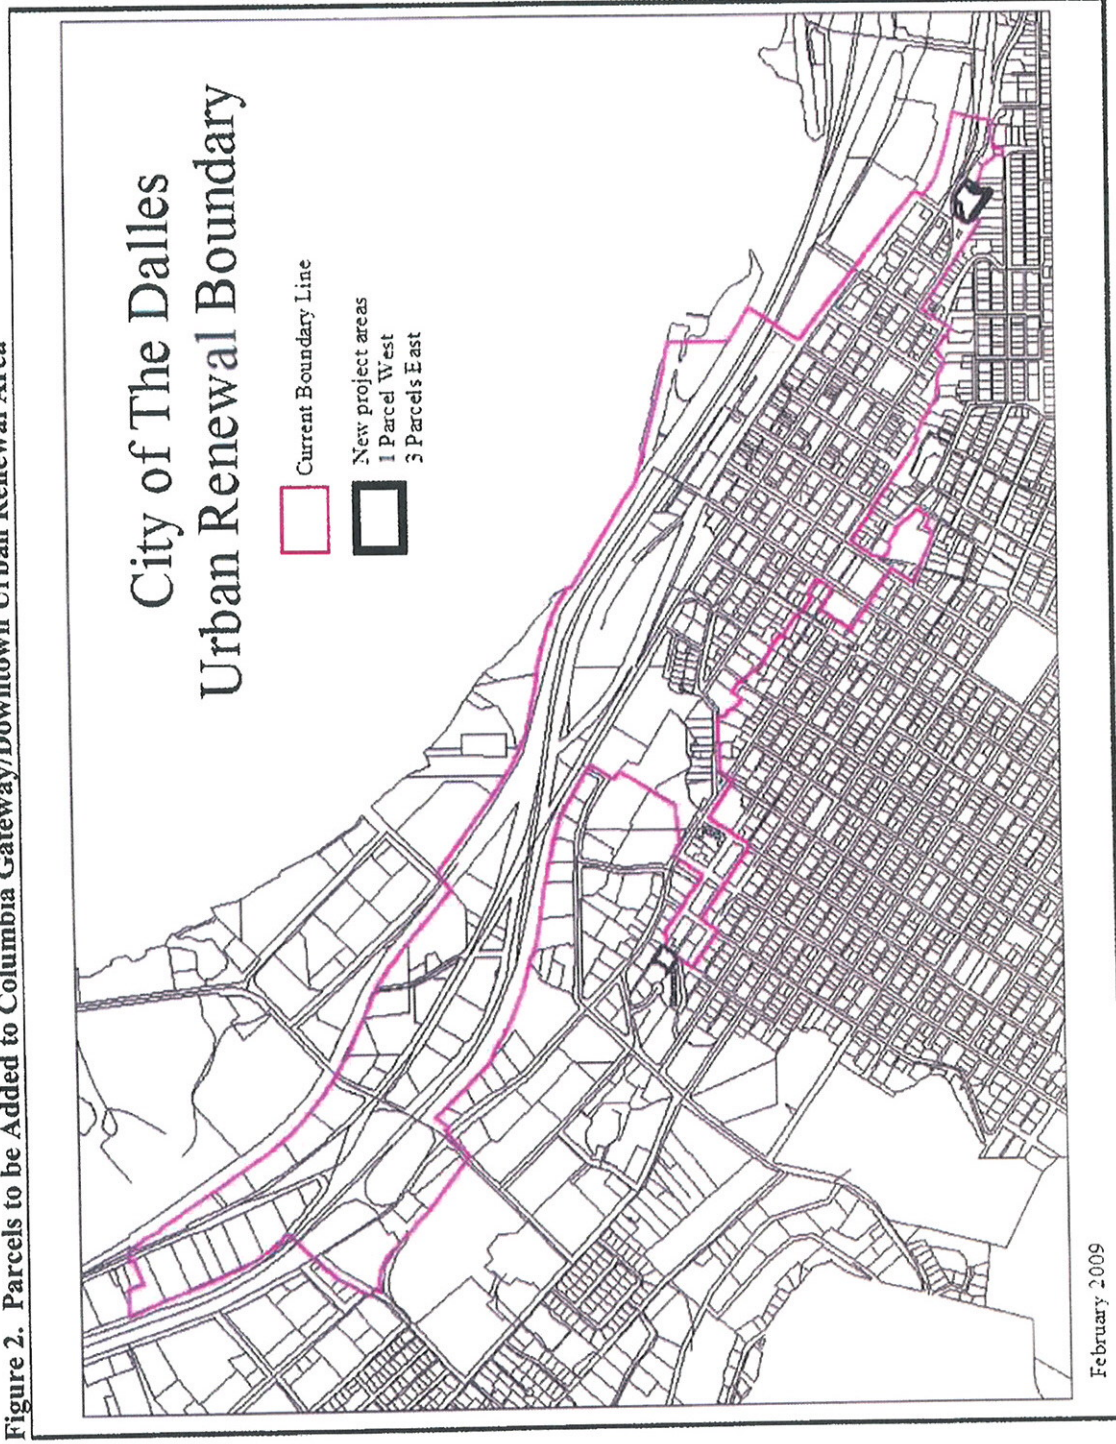 Figure 2. Parcels to be Added to Columbia Gateway/Downtown Urban Renewal Area
City of The Dalles
Urban Renewal Boundary
Current Boundary Line
New project areas
1 Parcel West
3 Parcels East
February 2009